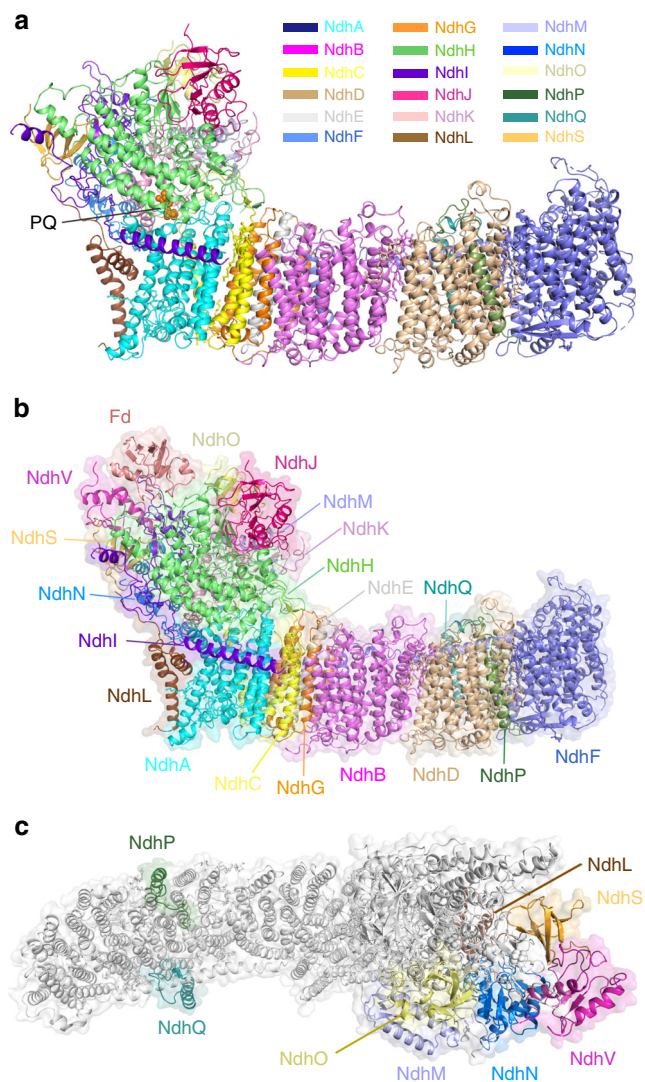 a
NdhA NdhG NdhM
NdhB NdhH NdhN
NdhC NdhI NdhO
NdhD NdhJ NdhP
NdhE NdhK NdhQ
NdhF NdhL NdhS
PQ
b
Fd
NdhO
NdhV
NdhJ
NdhM
NdhS
NdhK
NdhH
NdhE
NdhQ
NdhN
NdhI
NdhL
NdhA
NdhC
NdhG
NdhB
NdhD
NdhP
NdhF
c
NdhP
NdhL
NdhS
NdhQ
NdhO
NdhM
NdhN
NdhV